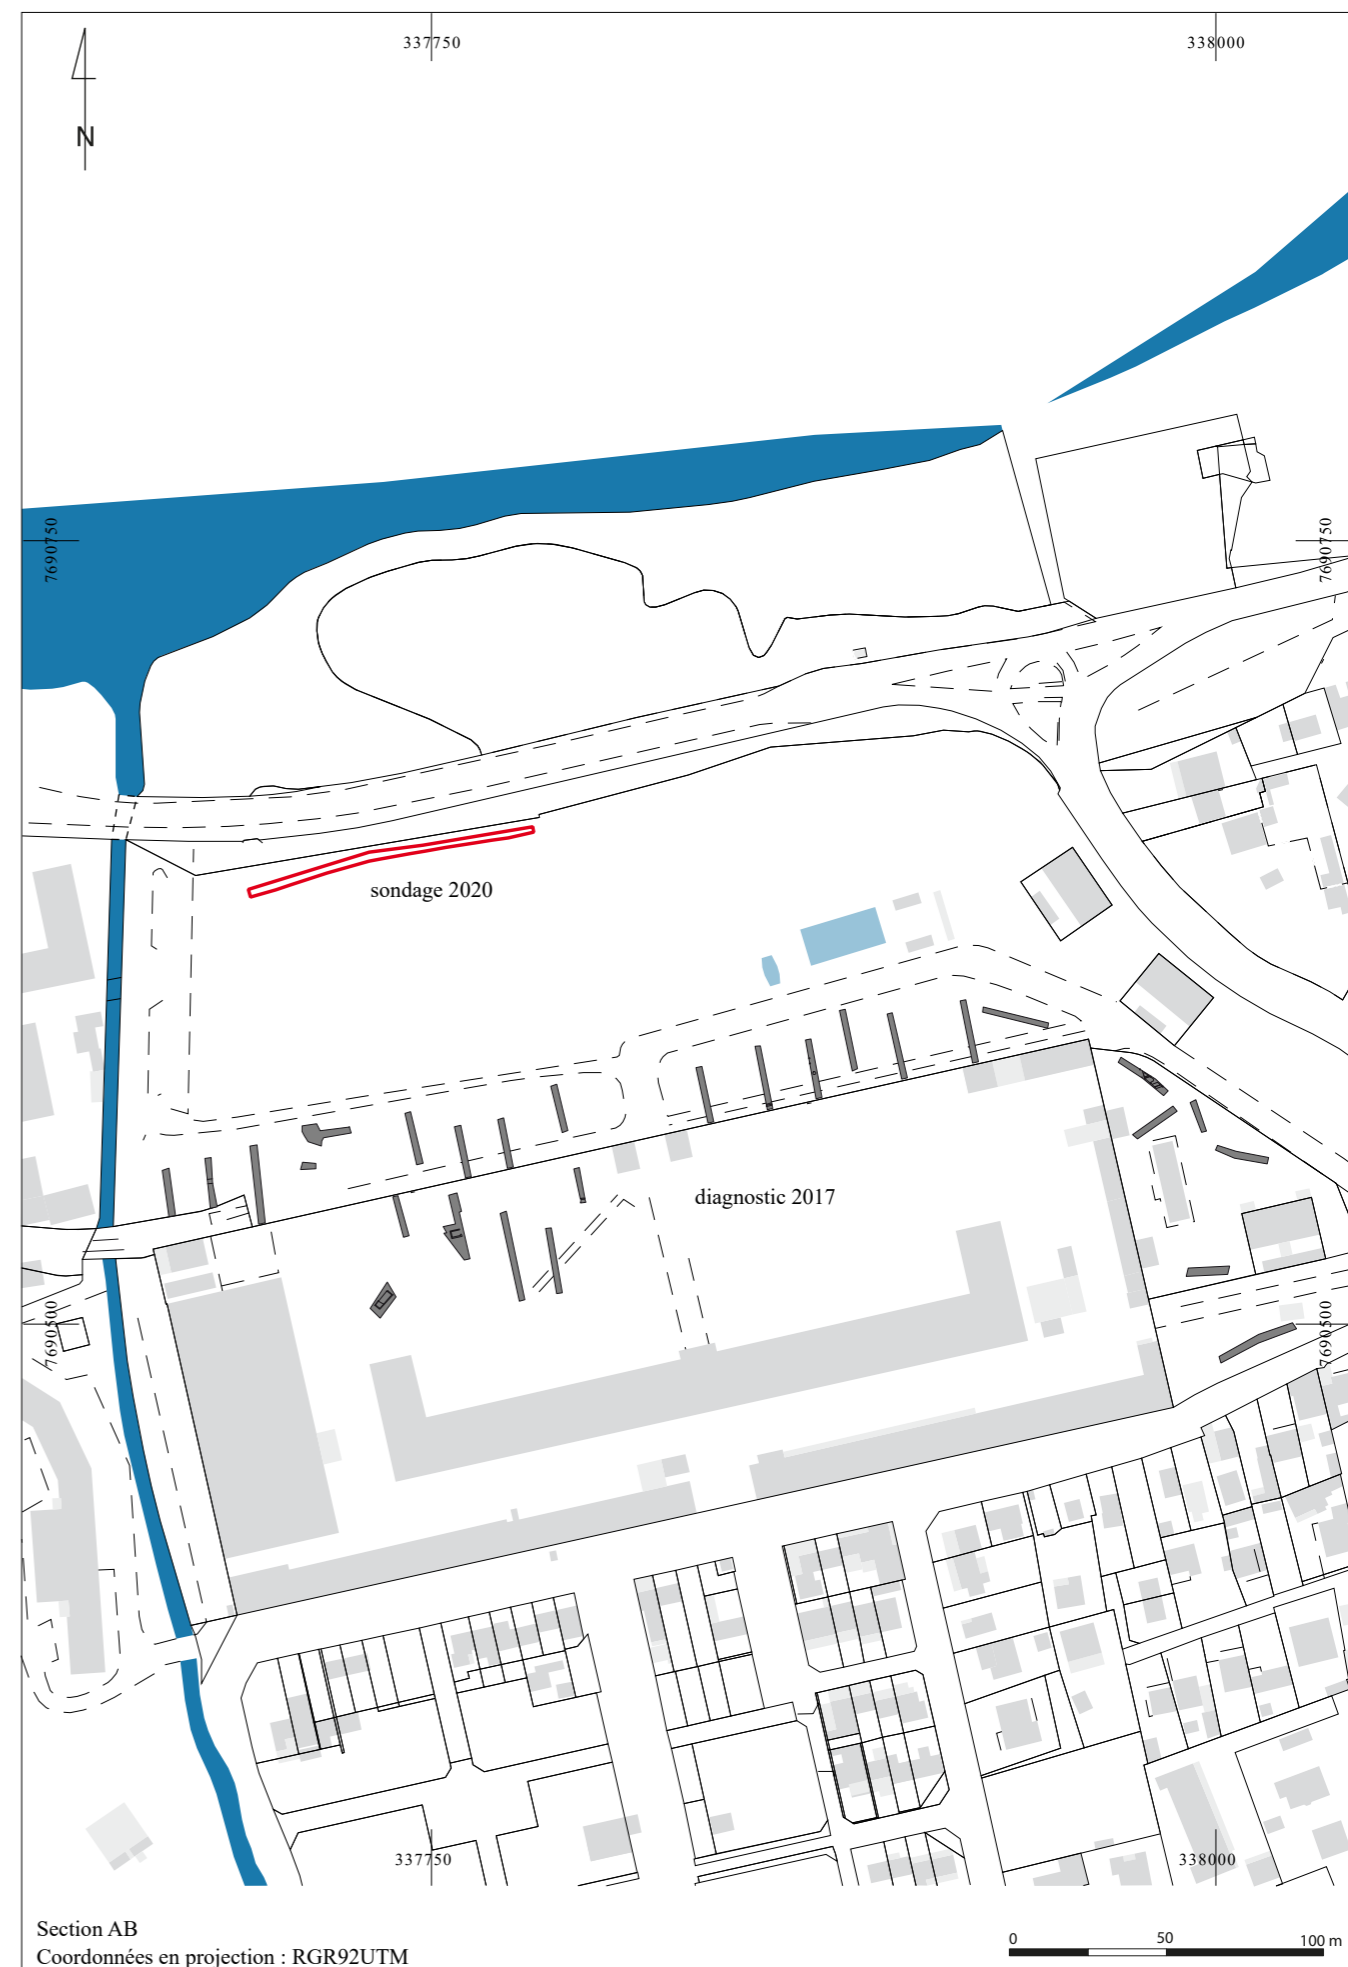 337750
338000
N
7690750
7690750
sondage 2020
diagnostic 2017
7690500
7690500
337750
338000
Section AB
Coordonnées en projection : RGR92UTM
0 50 100 m